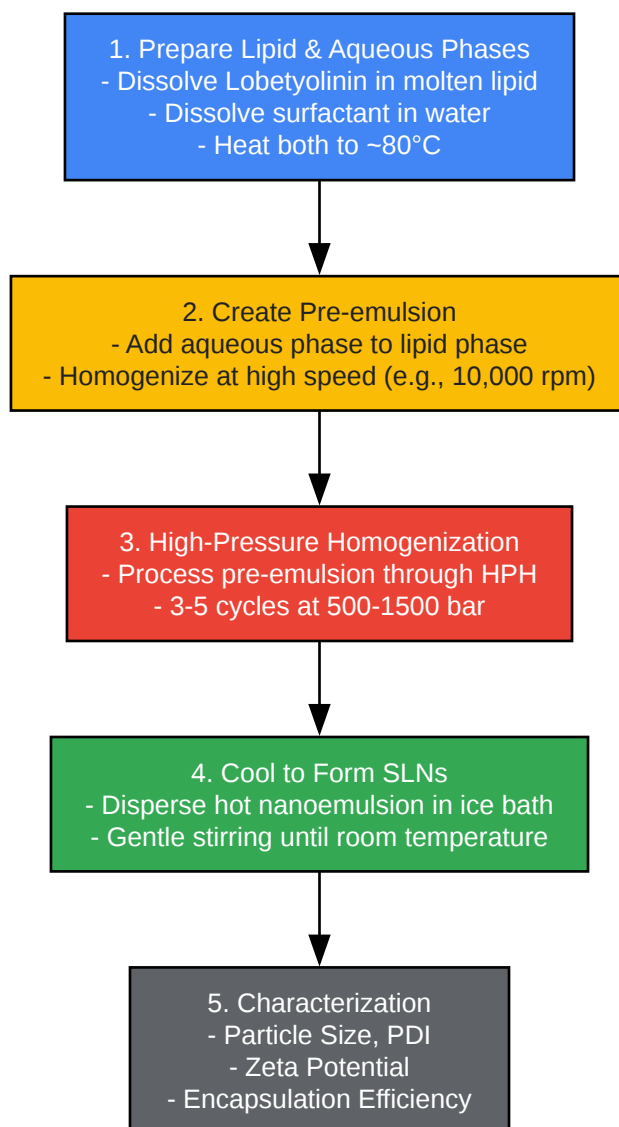 1. Prepare Lipid & Aqueous Phases
- Dissolve Lobetyolinin in molten lipid
- Dissolve surfactant in water
- Heat both to ~80°C
2. Create Pre-emulsion
- Add aqueous phase to lipid phase
- Homogenize at high speed (e.g., 10,000 rpm)
3. High-Pressure Homogenization
- Process pre-emulsion through HPH
- 3-5 cycles at 500-1500 bar
4. Cool to Form SLNs
- Disperse hot nanoemulsion in ice bath
- Gentle stirring until room temperature
5. Characterization
- Particle Size, PDI
- Zeta Potential
- Encapsulation Efficiency